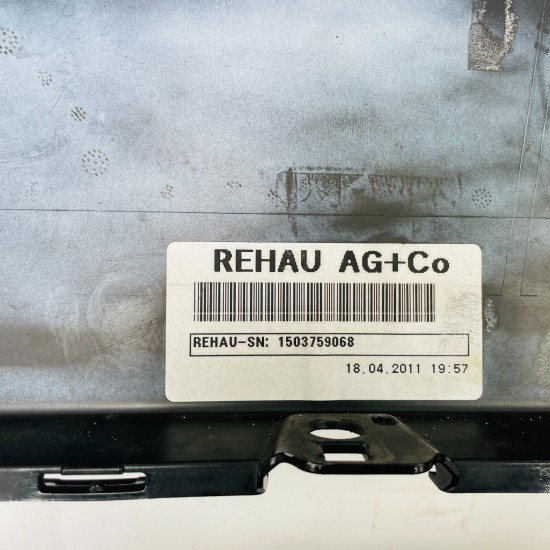 REHAU AG+Co
REHAU-SN: 1503759068
18.04.2011 19:57